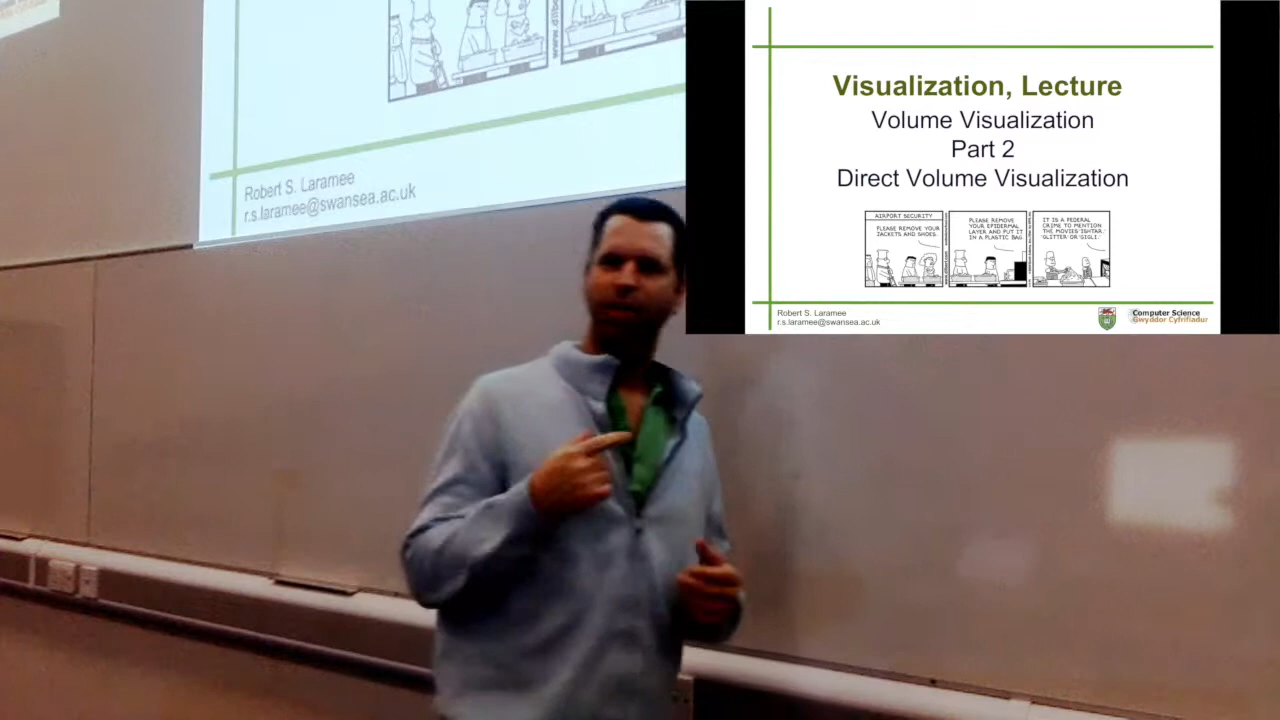 www.dilbe
Robert S. Laramee
r.s.laramee@swansea.ac.uk
Visualization, Lecture
Volume Visualization
Part 2
Direct Volume Visualization
AIRPORT SECURITY
PLEASE REMOVE YOUR
JACKETS AND SHOES.
PLEASE REMOVE
YOUR EPIDERMAL
LAYER AND PUT IT
IN A PLASTIC BAG.
IT IS A FEDERAL
CRIME TO MENTION
THE MOVIES ISHTAR,
GLITTER OR GIGLI.
Robert S. Laramee
r.s.laramee@swansea.ac.uk
Computer Science
Gwyddor Cyfrifiadur